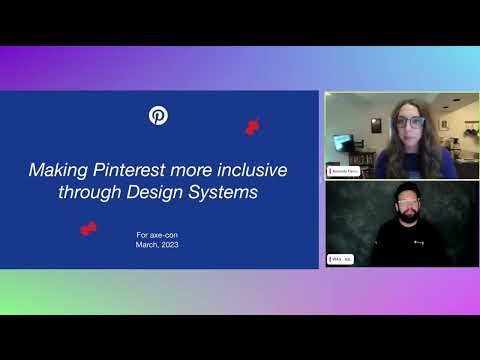 Making Pinterest more inclusive
through Design Systems
For axe-con
March, 2023